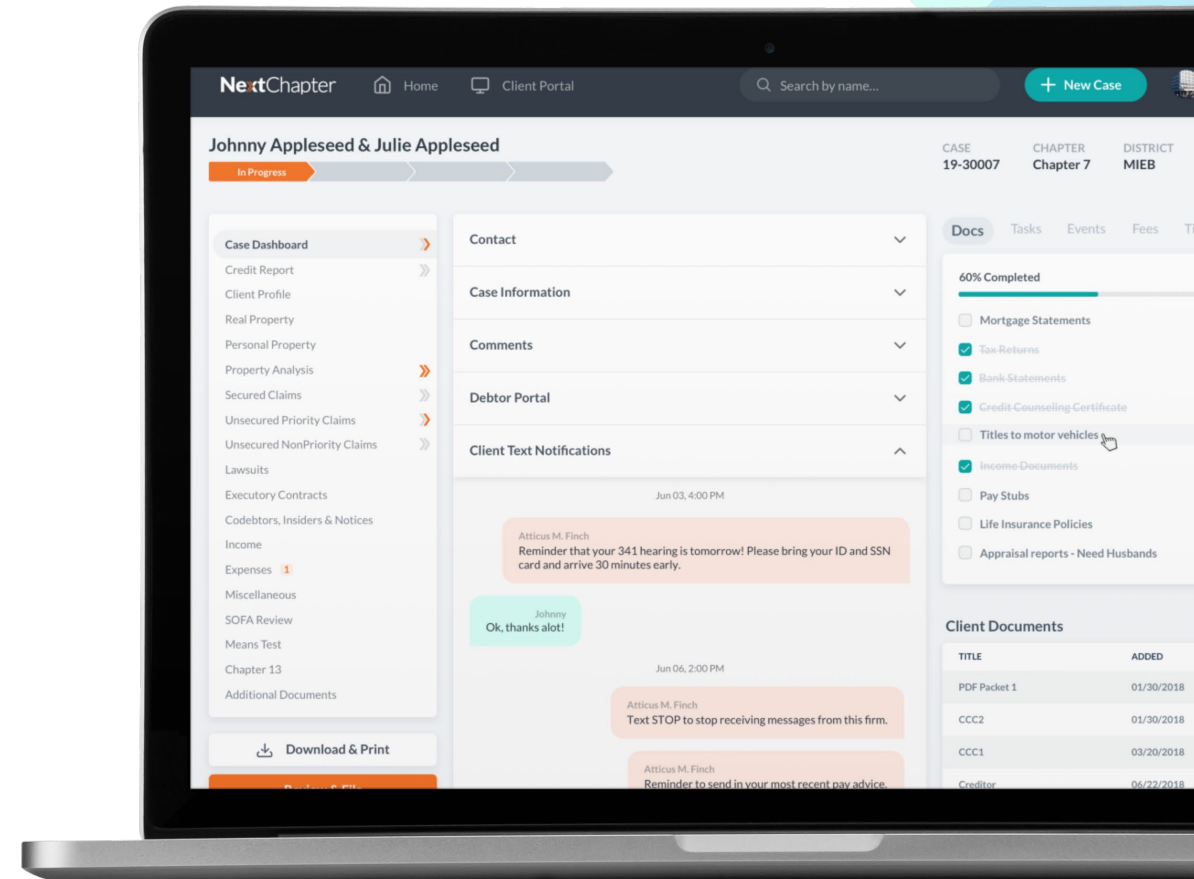 NextChapter
Home
Client Portal
Search by name...
+ New Case
Johnny Appleseed & Julie Appleseed
In Progress
CASE
19-30007
CHAPTER
Chapter 7
DISTRICT
MIEB
Case Dashboard
Credit Report
Client Profile
Real Property
Personal Property
Property Analysis
Secured Claims
Unsecured Priority Claims
Unsecured NonPriority Claims
Lawsuits
Executory Contracts
Codebtors, Insiders & Notices
Income
Expenses 1
Miscellaneous
SOFA Review
Means Test
Chapter 13
Additional Documents
Download & Print
Review & File
Contact
Case Information
Comments
Debtor Portal
Client Text Notifications
Jun 03, 4:00 PM
Atticus M. Finch
Reminder that your 341 hearing is tomorrow! Please bring your ID and SSN
card and arrive 30 minutes early.
Johnny
Ok, thanks alot!
Jun 06, 2:00 PM
Atticus M. Finch
Text STOP to stop receiving messages from this firm.
Atticus M. Finch
Reminder to send in your most recent pay advice.
Docs Tasks Events Fees
60% Completed
Mortgage Statements
Tax Returns
Bank Statements
Credit Counseling Certificate
Titles to motor vehicles
Income Documents
Pay Stubs
Life Insurance Policies
Appraisal reports - Need Husbands
Client Documents
TITLE ADDED
PDF Packet 1 01/30/2018
CCC2 01/30/2018
CCC1 03/20/2018
Creditor 06/22/2018